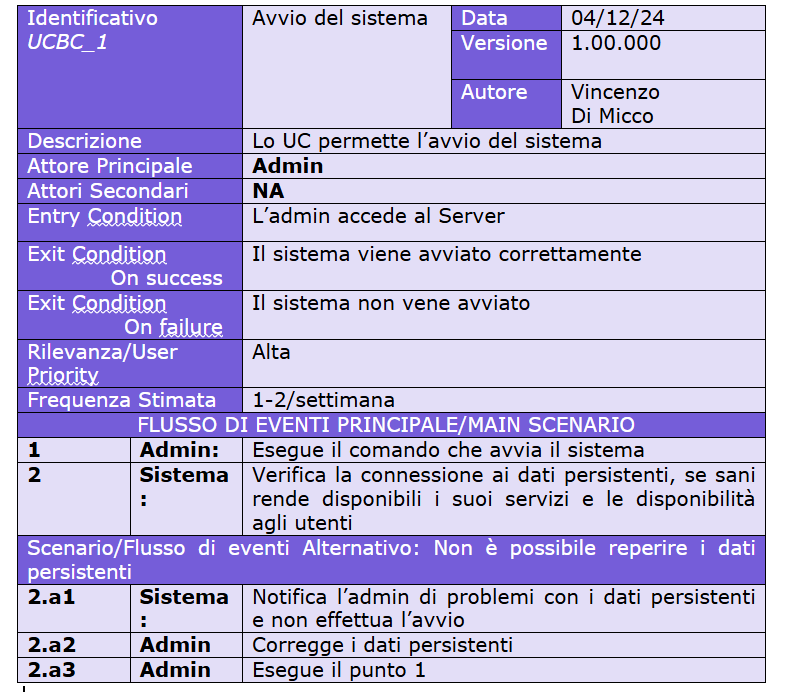 Identificativo
UCBC_1
Avvio del sistema
Data
04/12/24
Versione
1.00.000
Autore
Vincenzo
Di Micco
Descrizione
Lo UC permette l’avvio del sistema
Attore Principale
Admin
Attori Secondari
NA
Entry Condition
L’admin accede al Server
Exit Condition
On success
Il sistema viene avviato correttamente
Exit Condition
On failure
Il sistema non vene avviato
Rilevanza/User
Priority
Alta
Frequenza Stimata
1-2/settimana
FLUSSO DI EVENTI PRINCIPALE/MAIN SCENARIO
1
Admin:
Esegue il comando che avvia il sistema
2
Sistema
:
Verifica la connessione ai dati persistenti, se sani
rende disponibili i suoi servizi e le disponibilità
agli utenti
Scenario/Flusso di eventi Alternativo: Non è possibile reperire i dati
persistenti
2.a1
Sistema
:
Notifica l’admin di problemi con i dati persistenti
e non effettua l’avvio
2.a2
Admin
Corregge i dati persistenti
2.a3
Admin
Esegue il punto 1